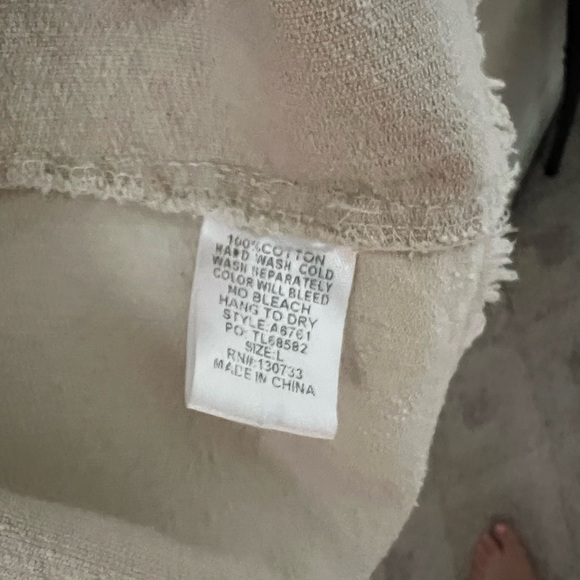 100%COTTON
HAND WASH COLD
WASH SEPARATELY
COLOR WILL BLEED
NO BLEACH
HANG TO DRY
STYLE:A6761
PO: TL68582
SIZE:L
RN#:130733
MADE IN CHINA